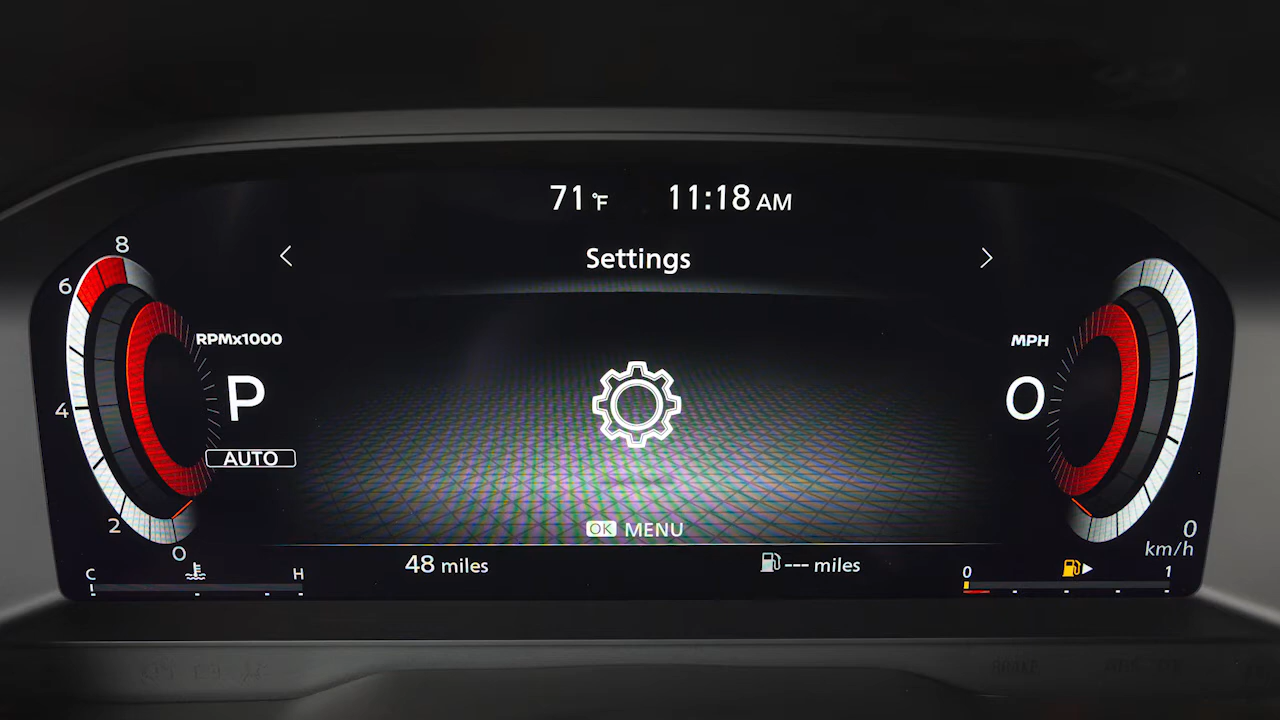 71 °F 11:18 AM
< Settings >
8
6
RPMx1000
MPH
4
P
0
AUTO
2
0
OK MENU
0
km/h
C H
48 miles
--- miles
0 1